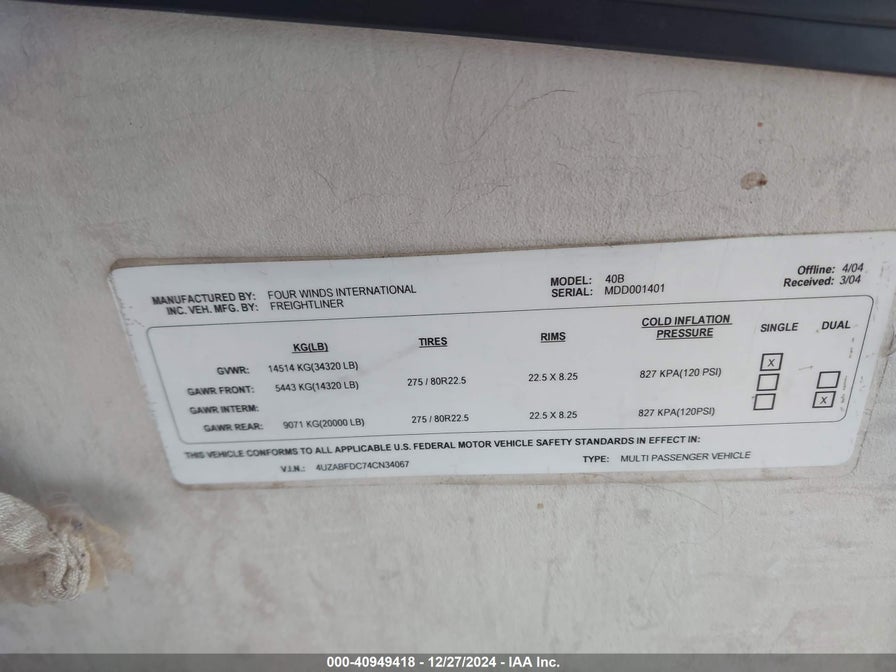 Offline: 4/04
Received: 3/04
MODEL: 40B
SERIAL: MDD001401
MANUFACTURED BY: FOUR WINDS INTERNATIONAL
INC. VEH. MFG. BY: FREIGHTLINER
KG(LB) TIRES RIMS COLD INFLATION PRESSURE SINGLE DUAL
GVWR: 14514 KG(34320 LB) X
GAWR FRONT: 5443 KG(14320 LB) 275 / 80R22.5 22.5 X 8.25 827 KPA(120 PSI)
GAWR INTERM: X
GAWR REAR: 9071 KG(20000 LB) 275 / 80R22.5 22.5 X 8.25 827 KPA(120PSI)
THIS VEHICLE CONFORMS TO ALL APPLICABLE U.S. FEDERAL MOTOR VEHICLE SAFETY STANDARDS IN EFFECT IN:
V.I.N.: 4UZABFDC74CN34067 TYPE: MULTI PASSENGER VEHICLE
000-40949418 - 12/27/2024 - IAA Inc.